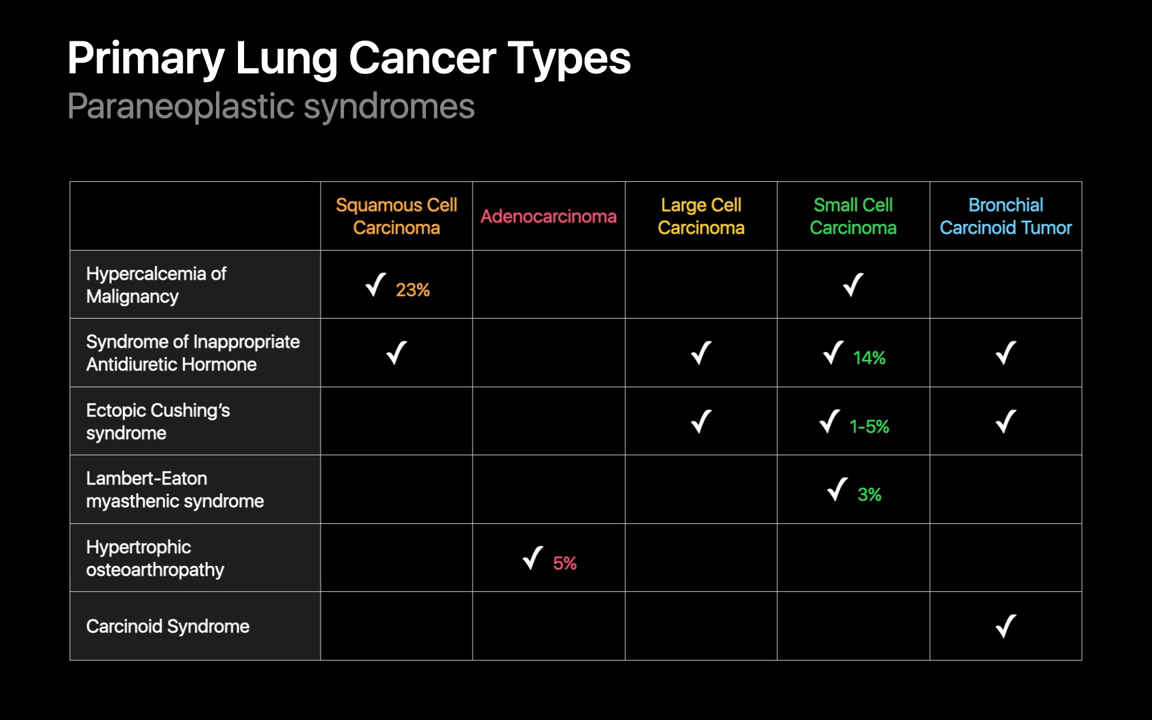 Primary Lung Cancer Types
Paraneoplastic syndromes
Squamous Cell
Carcinoma
Adenocarcinoma
Large Cell
Carcinoma
Small Cell
Carcinoma
Bronchial
Carcinoid Tumor
Hypercalcemia of
Malignancy
✓ 23%
✓
Syndrome of Inappropriate
Antidiuretic Hormone
✓
✓
✓ 14%
✓
Ectopic Cushing’s
syndrome
✓
✓ 1-5%
✓
Lambert-Eaton
myasthenic syndrome
✓ 3%
Hypertrophic
osteoarthropathy
✓ 5%
Carcinoid Syndrome
✓